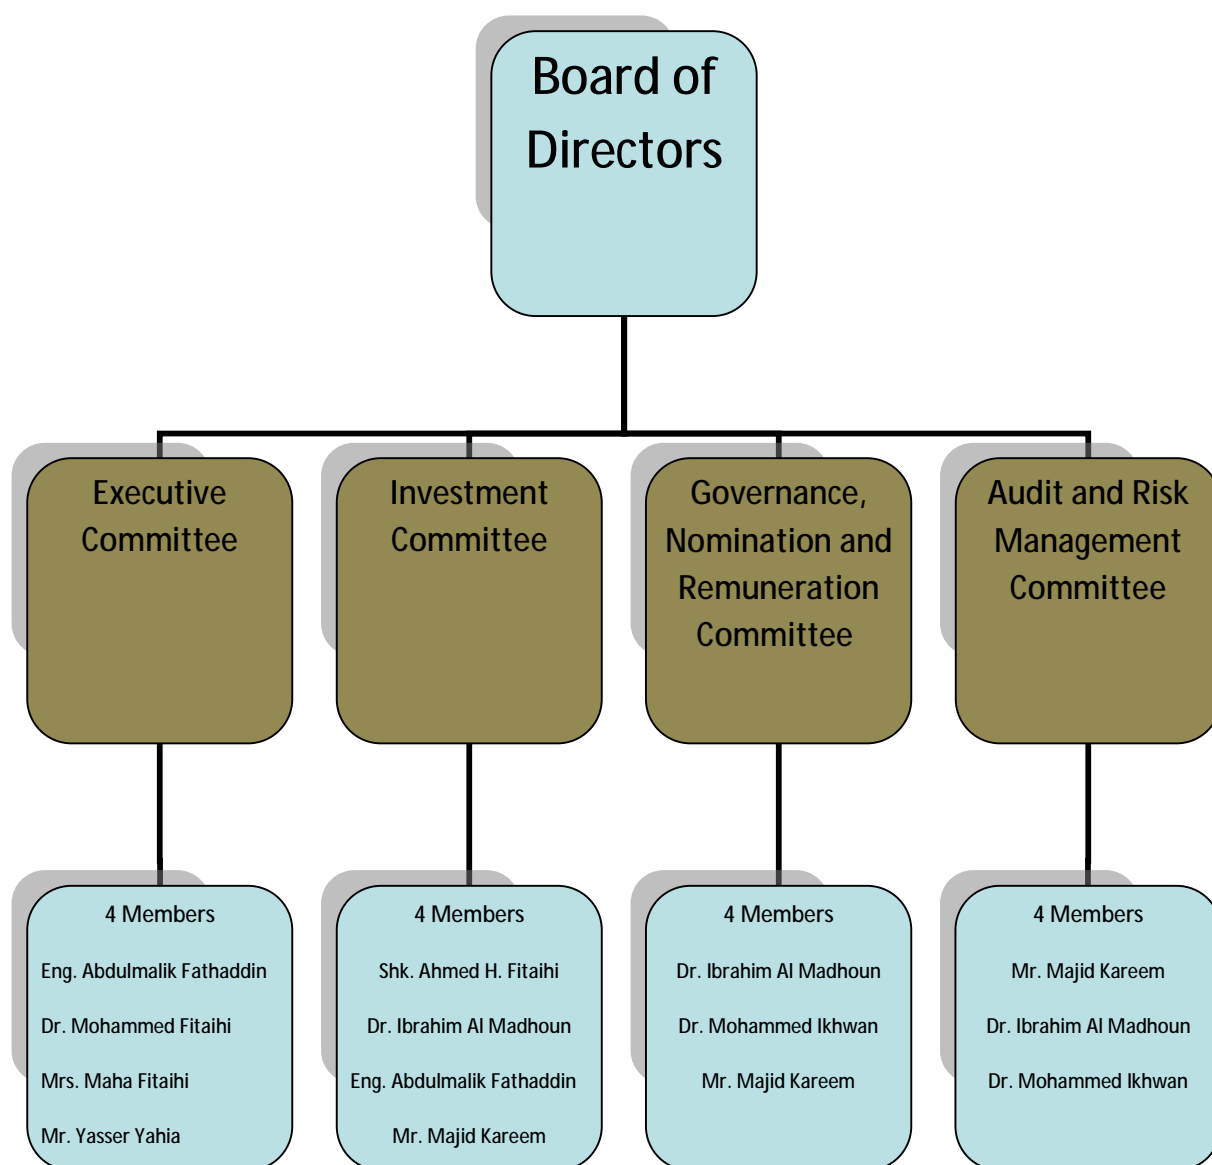 Board of
Directors
Executive
Committee
Investment
Committee
Governance,
Nomination and
Remuneration
Committee
Audit and Risk
Management
Committee
4 Members
Eng. Abdulmalik Fathaddin
Dr. Mohammed Fitaihi
Mrs. Maha Fitaihi
Mr. Yasser Yahia
4 Members
Shk. Ahmed H. Fitaihi
Dr. Ibrahim Al Madhoun
Eng. Abdulmalik Fathaddin
Mr. Majid Kareem
4 Members
Dr. Ibrahim Al Madhoun
Dr. Mohammed Ikhwan
Mr. Majid Kareem
4 Members
Mr. Majid Kareem
Dr. Ibrahim Al Madhoun
Dr. Mohammed Ikhwan